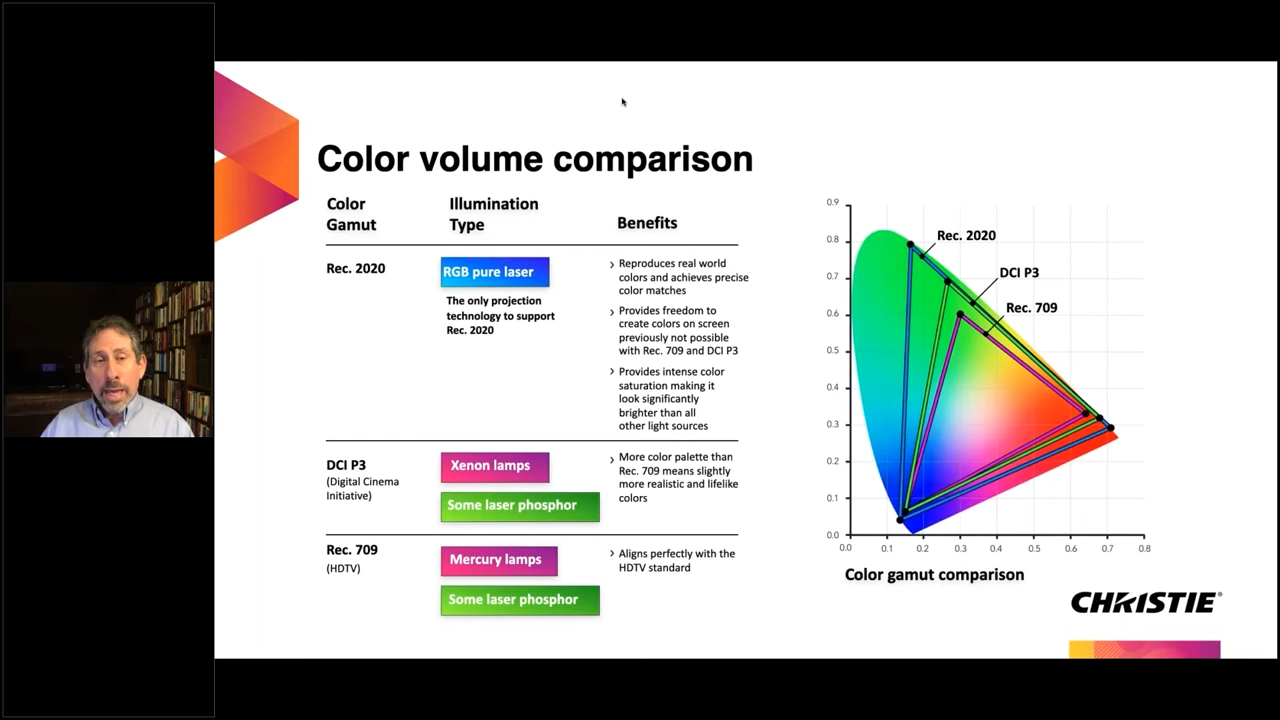 Color volume comparison
Color
Gamut
Illumination
Type
Benefits
Rec. 2020
RGB pure laser
The only projection
technology to support
Rec. 2020
› Reproduces real world
colors and achieves precise
color matches
› Provides freedom to
create colors on screen
previously not possible
with Rec. 709 and DCI P3
› Provides intense color
saturation making it
look significantly
brighter than all
other light sources
DCI P3
(Digital Cinema
Initiative)
Xenon lamps
Some laser phosphor
› More color palette than
Rec. 709 means slightly
more realistic and lifelike
colors
Rec. 709
(HDTV)
Mercury lamps
Some laser phosphor
› Aligns perfectly with the
HDTV standard
0.9
0.8
0.7
0.6
0.5
0.4
0.3
0.2
0.1
0.0
Rec. 2020
DCI P3
Rec. 709
0.0 0.1 0.2 0.3 0.4 0.5 0.6 0.7 0.8
Color gamut comparison
CHRISTIE®